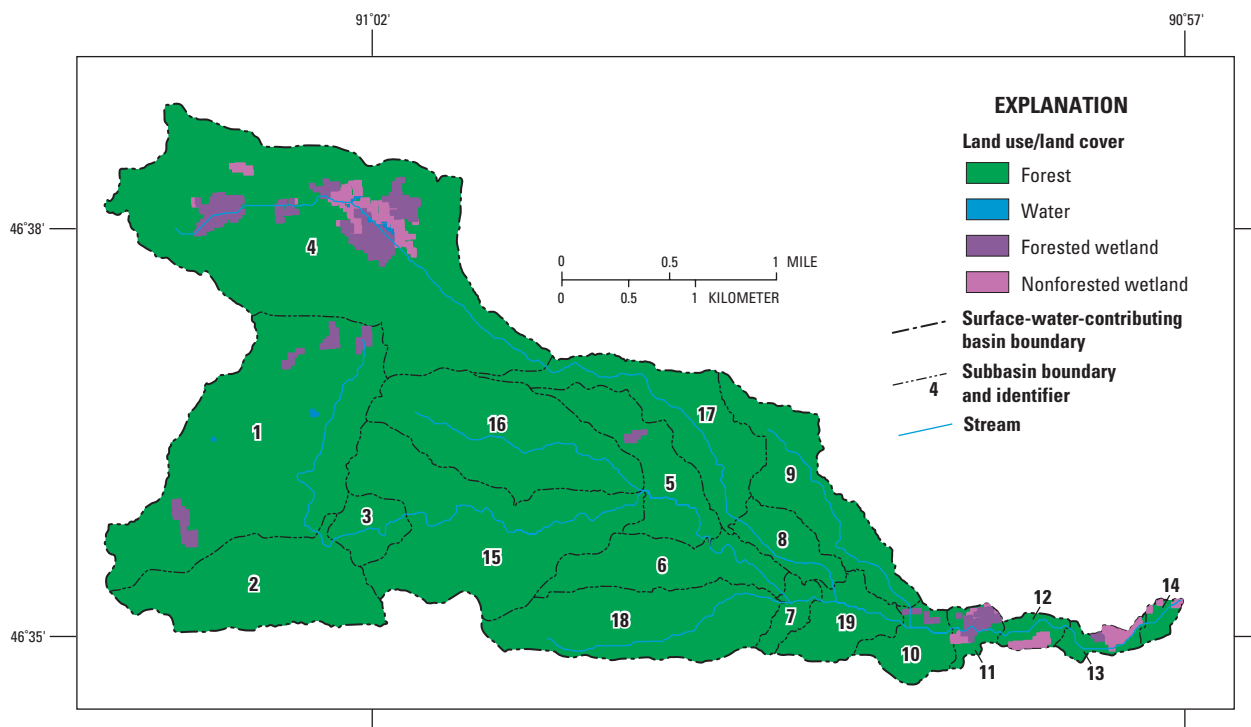 91°02'
90°57'
EXPLANATION
Land use/land cover
Forest
Water
Forested wetland
Nonforested wetland
Surface-water-contributing
basin boundary
4
Subbasin boundary
and identifier
Stream
46°38'
46°35'
0 0.5 1 MILE
0 0.5 1 KILOMETER
4
1
16
17
9
5
3
8
15
6
2
18
7
19
10
11
12
13
14